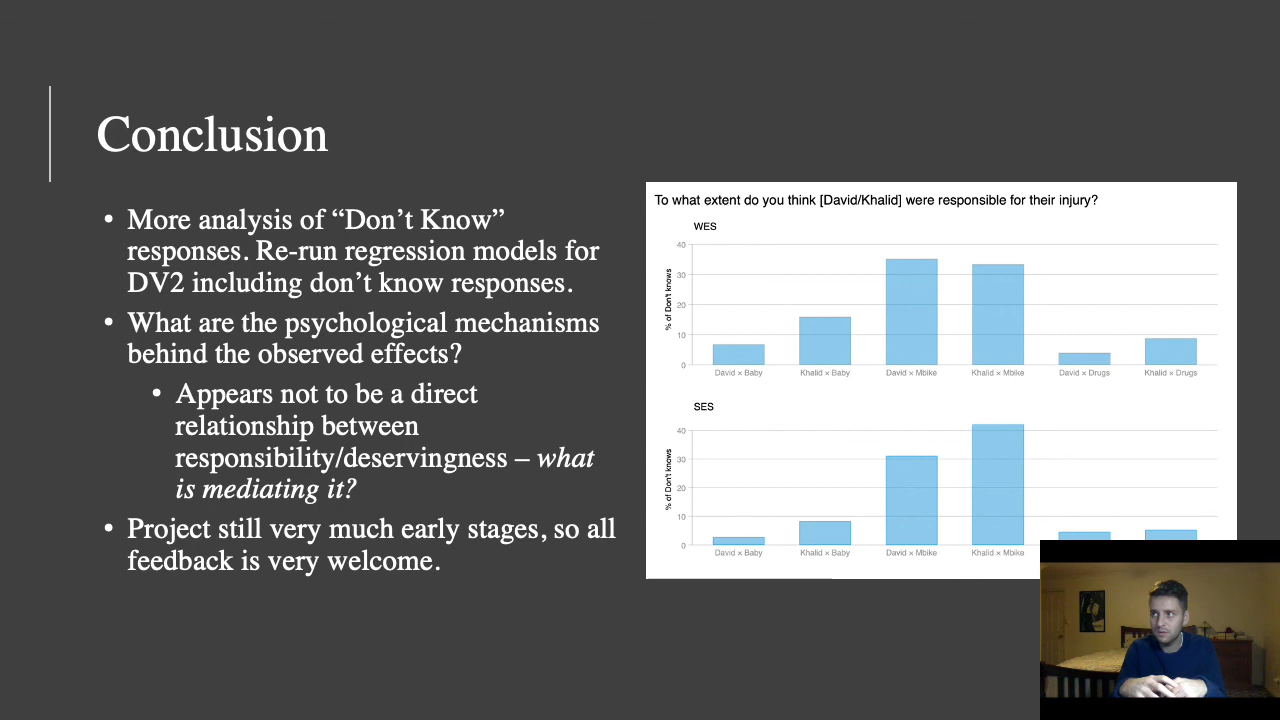 Conclusion
• More analysis of “Don’t Know”
responses. Re-run regression models for
DV2 including don’t know responses.
• What are the psychological mechanisms
behind the observed effects?
• Appears not to be a direct
relationship between
responsibility/deservingness – what
is mediating it?
• Project still very much early stages, so all
feedback is very welcome.
To what extent do you think [David/Khalid] were responsible for their injury?
WES
% of Don't knows
40
30
20
10
0
David × Baby Khalid × Baby David × Mbike Khalid × Mbike David × Drugs Khalid × Drugs
SES
% of Don't knows
40
30
20
10
0
David × Baby Khalid × Baby David × Mbike Khalid × Mbike